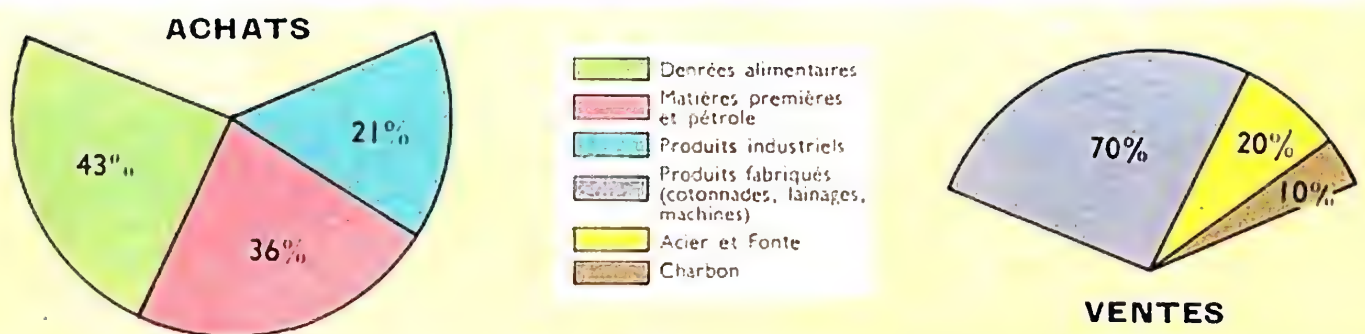 ACHATS
43%
36%
21%
Denrées alimentaires
Matières premières
et pétrole
Produits industriels
Produits fabriqués
(cotonnades, lainages,
machines)
Acier et Fonte
Charbon
70%
20%
10%
VENTES